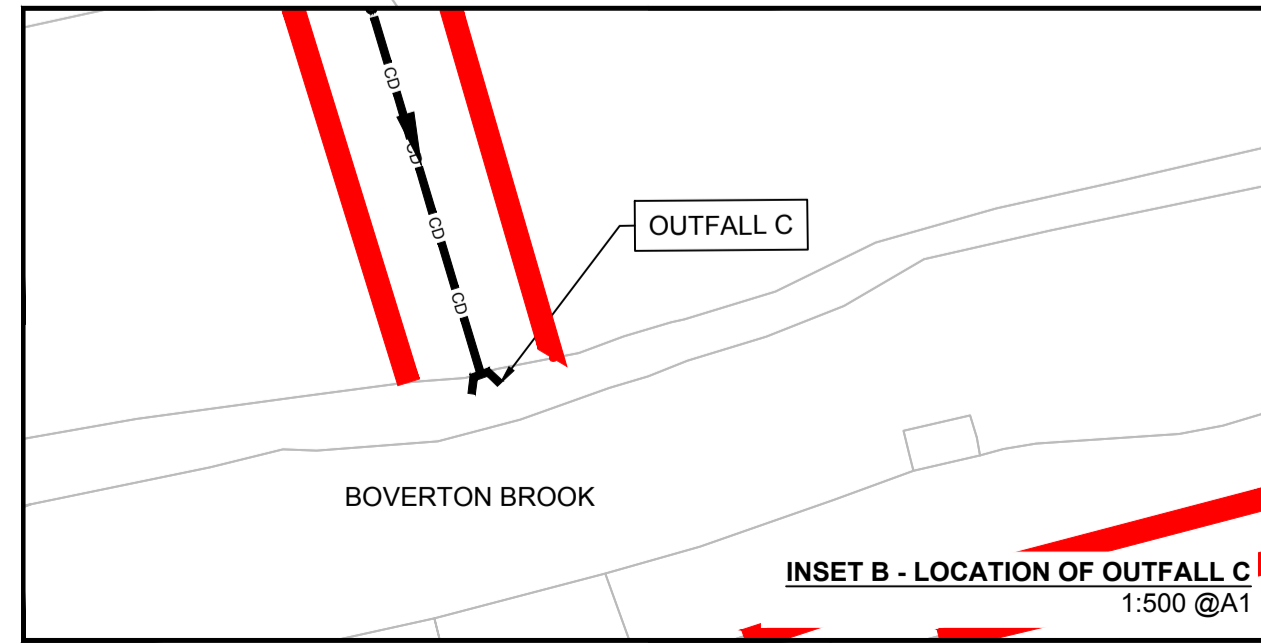 CD
CD
CD
CD
OUTFALL C
BOVERTON BROOK
INSET B - LOCATION OF OUTFALL C
1:500 @A1